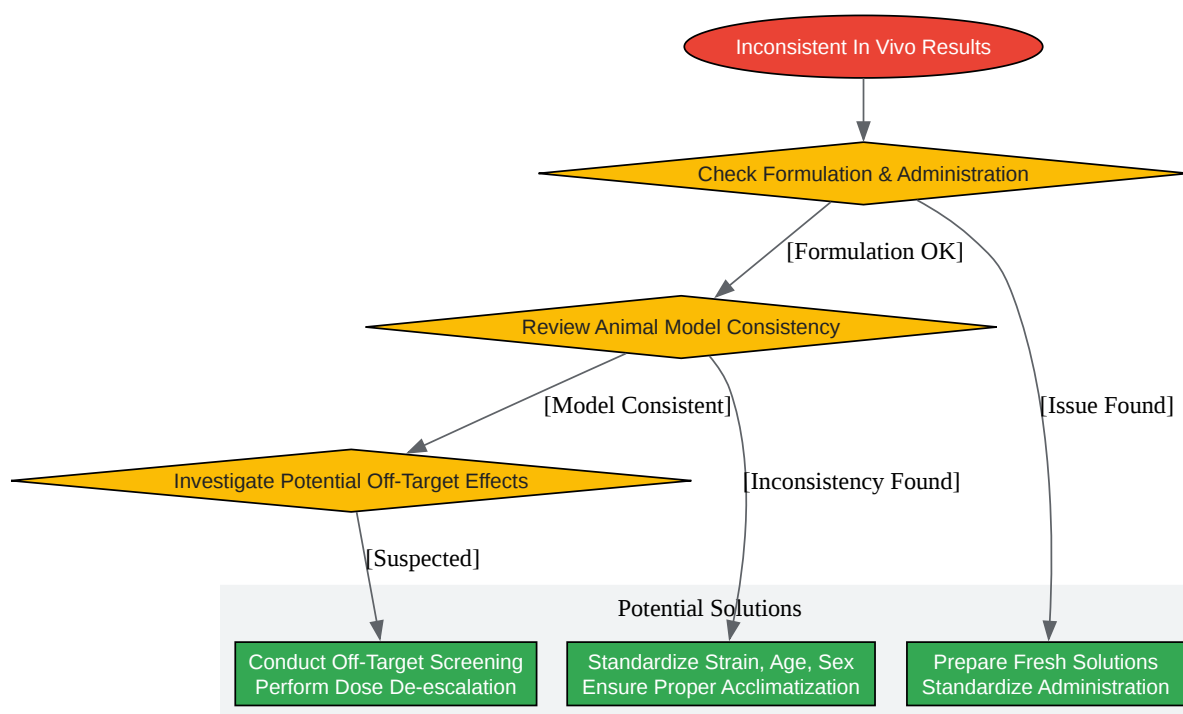 Inconsistent In Vivo Results
Check Formulation & Administration
[Formulation OK]
Review Animal Model Consistency
[Model Consistent]
[Issue Found]
Investigate Potential Off-Target Effects
[Inconsistency Found]
[Suspected]
Potential Solutions
Conduct Off-Target Screening
Perform Dose De-escalation
Standardize Strain, Age, Sex
Ensure Proper Acclimatization
Prepare Fresh Solutions
Standardize Administration